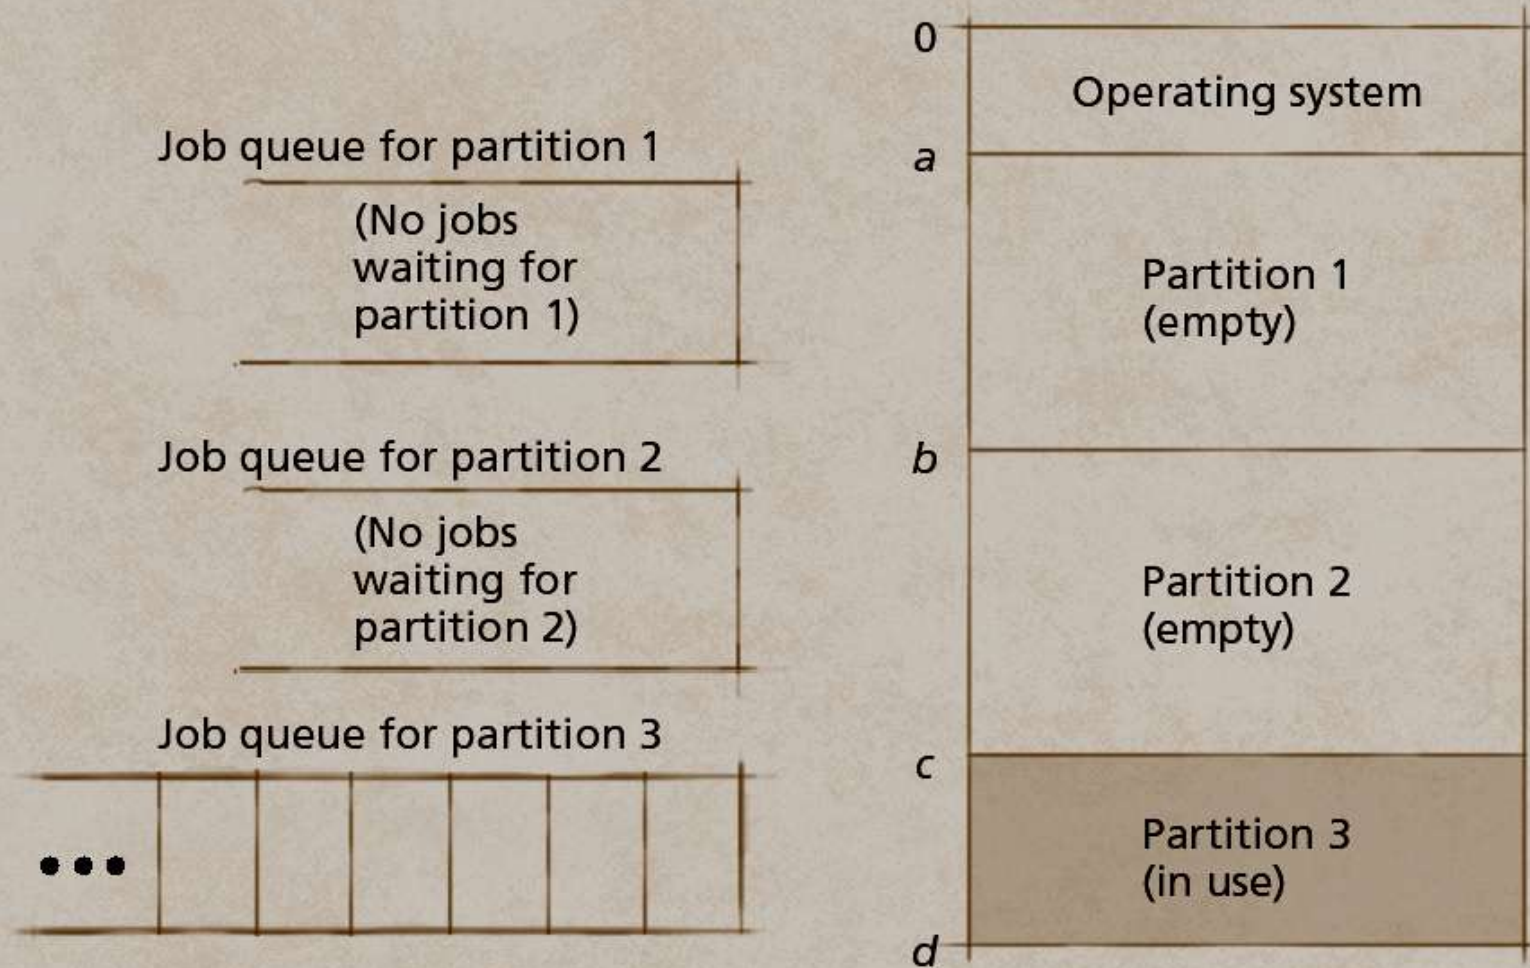 Job queue for partition 1
(No jobs
waiting for
partition 1)
Job queue for partition 2
(No jobs
waiting for
partition 2)
Job queue for partition 3
•••
0
Operating system
a
Partition 1
(empty)
b
Partition 2
(empty)
c
Partition 3
(in use)
d